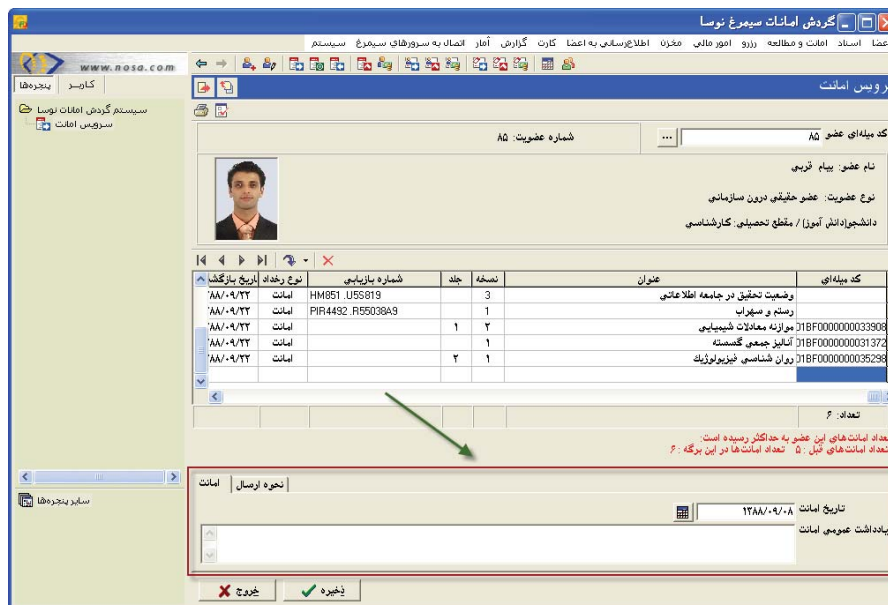 گردش امانات سیمرغ نوسا
اعضا اسناد امانت و مطالعه رزرو امور مالی مخزن اطلاع‌رسانی به اعضا کارت گزارش آمار اتصال به سرورهای سیمرغ سیستم
www.nosa.com
کاربر پنجره‌ها
امانت
سیستم گردش امانات نوسا
سرویس امانت
کد میله‌ای عضو ۸۵
شماره عضویت: ۸۵
نام عضو: پیام قربی
نوع عضویت: عضو حقیقی درون سازمانی
دانشجو(دانش آموز) / مقطع تحصیلی: کارشناسی
کد میله‌ای عنوان نسخه جلد شماره بازیابی نوع رخداد
وضعیت تحقیق در جامعه اطلاعاتی 3 HM851 .U5S819 امانت ۸۸/۰۹/۲۲
رستم و سهراب 1 PIR4492 .R55038A9 امانت ۸۸/۰۹/۲۲
01BF0000000033908 موازنه معادلات شیمیایی ۲ ۱ امانت ۸۸/۰۹/۲۲
01BF0000000031372 آنالیز جمعی گسسته ۱ امانت ۸۸/۰۹/۲۲
01BF0000000035298 روان شناسی فیزیولوژیک ۱ ۲ امانت ۸۸/۰۹/۲۲
تعداد: ۶
تعداد امانت‌های این عضو به حداکثر رسیده است:
تعداد امانت‌های قبل : ۵ تعداد امانت‌ها در این برگه : ۶
سایر پنجره‌ها
امانت نحوه ارسال
تاریخ امانت ۱۳۸۸/۰۹/۰۸
یادداشت عمومی امانت
ذخیره خروج